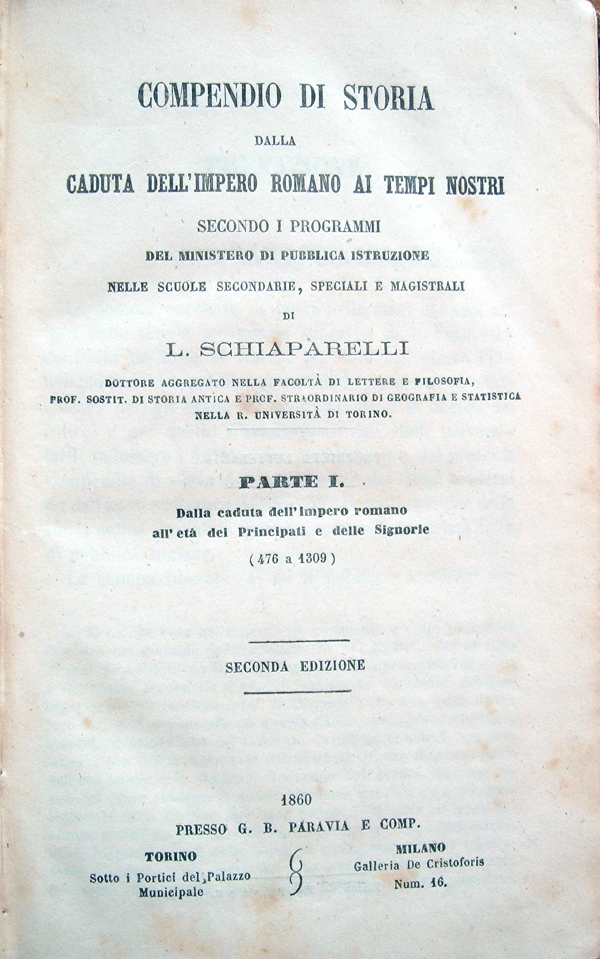 COMPENDIO DI STORIA
DALLA
CADUTA DELL'IMPERO ROMANO AI TEMPI NOSTRI
SECONDO I PROGRAMMI
DEL MINISTERO DI PUBBLICA ISTRUZIONE
NELLE SCUOLE SECONDARIE, SPECIALI E MAGISTRALI
DI
L. SCHIAPARELLI
DOTTORE AGGREGATO NELLA FACOLTÀ DI LETTERE E FILOSOFIA,
PROF. SOSTIT. DI STORIA ANTICA E PROF. STRAORDINARIO DI GEOGRAFIA E STATISTICA
NELLA R. UNIVERSITÀ DI TORINO.
PARTE I.
Dalla caduta dell'impero romano
all'età dei Principati e delle Signorie
(476 a 1309)
SECONDA EDIZIONE
1860
PRESSO G. B. PARAVIA E COMP.
TORINO
Sotto i Portici del Palazzo
Municipale
MILANO
Galleria De Cristoforis
Num. 16.